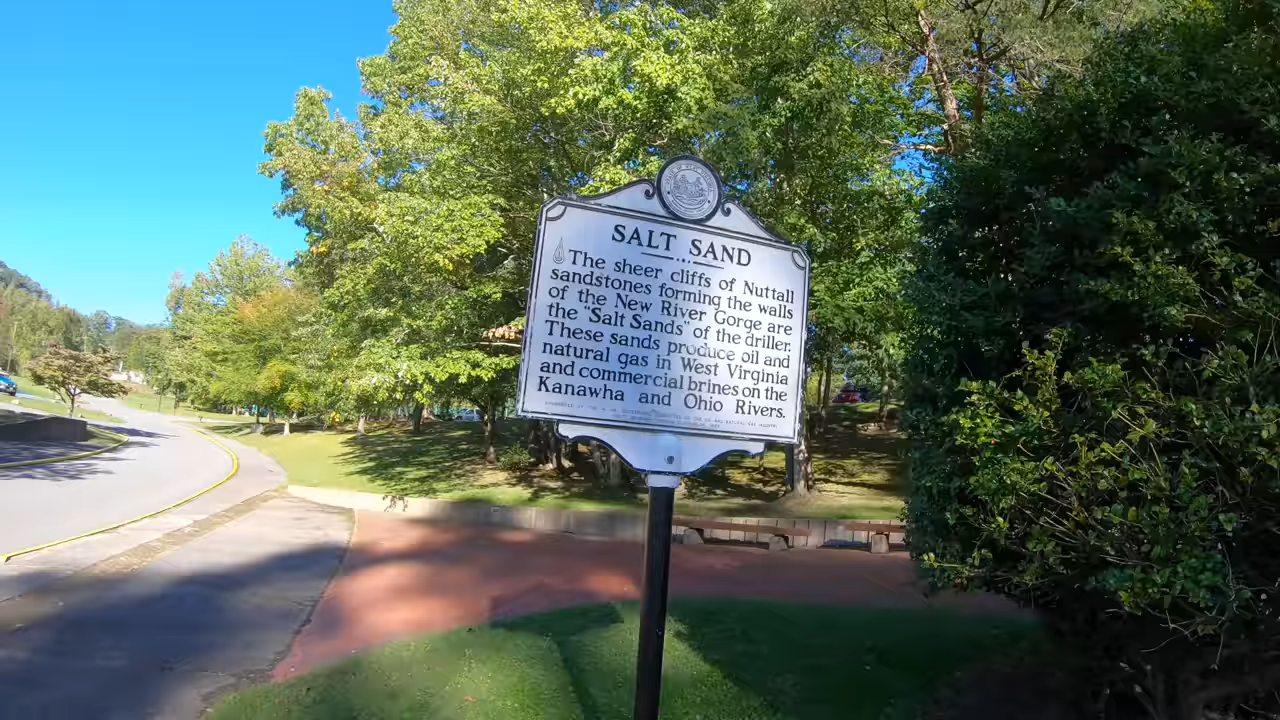 SALT SAND
The sheer cliffs of Nuttall
sandstones forming the walls
of the New River Gorge are
the "Salt Sands" of the driller.
These sands produce oil and
natural gas in West Virginia
and commercial brines on the
Kanawha and Ohio Rivers.